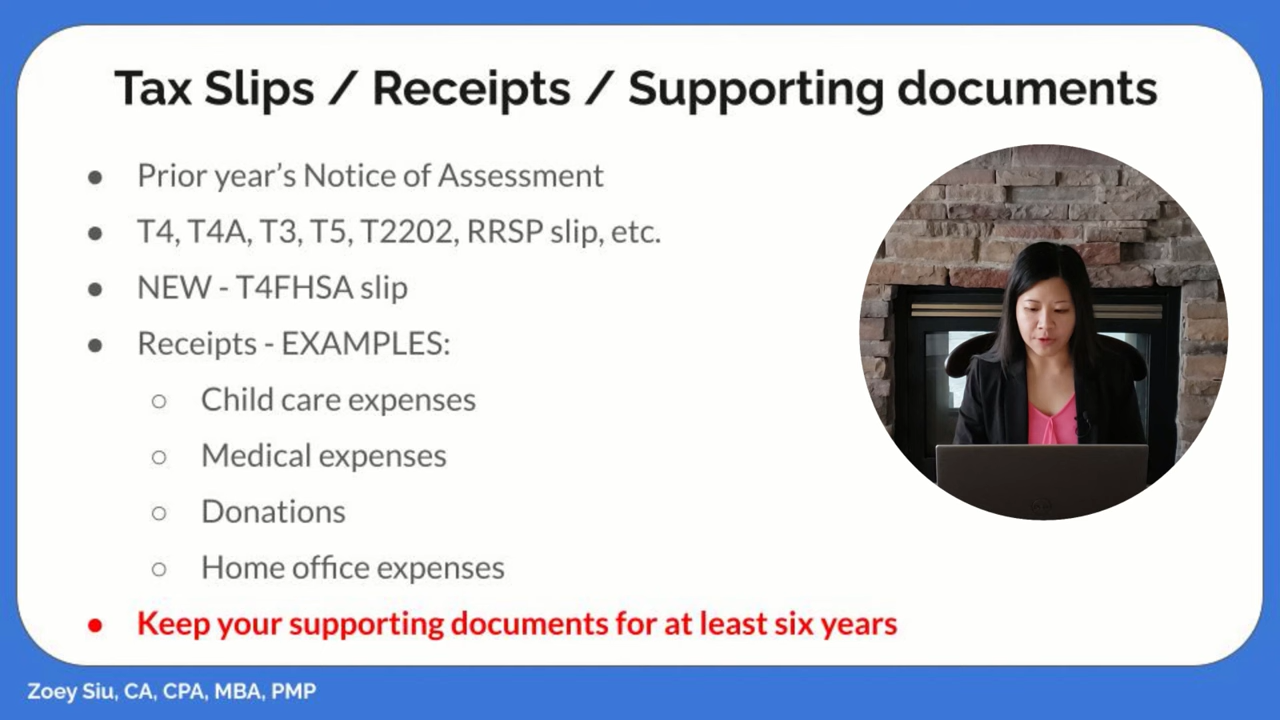 Tax Slips / Receipts / Supporting documents
● Prior year’s Notice of Assessment
● T4, T4A, T3, T5, T2202, RRSP slip, etc.
● NEW - T4FHSA slip
● Receipts - EXAMPLES:
○ Child care expenses
○ Medical expenses
○ Donations
○ Home office expenses
● Keep your supporting documents for at least six years
Zoey Siu, CA, CPA, MBA, PMP